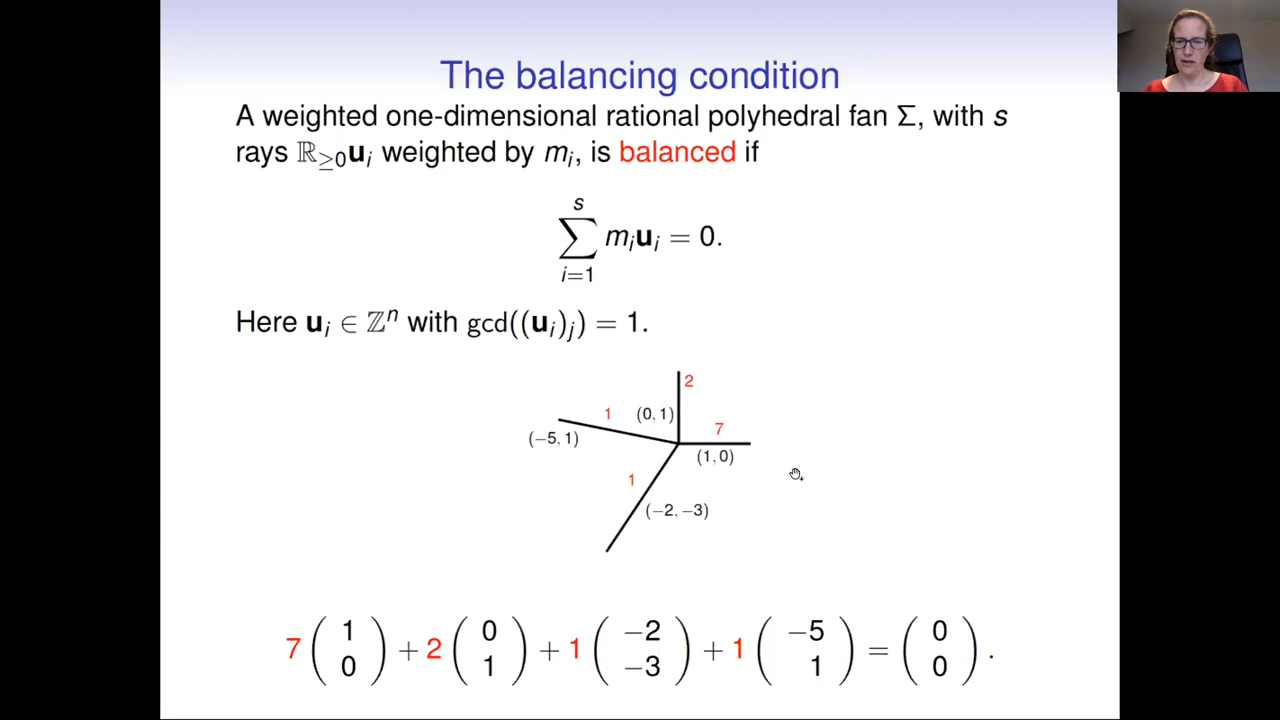 The balancing condition
A weighted one-dimensional rational polyhedral fan Σ, with s
rays ℝ≥0𝐮ᵢ weighted by mᵢ, is balanced if
∑_{i=1}^{s} mᵢ𝐮ᵢ = 0.
Here 𝐮ᵢ ∈ ℤⁿ with gcd((𝐮ᵢ)ⱼ) = 1.
2
1 (0, 1) 7
(−5, 1) (1, 0)
1
(−2, −3)
7 (1 0) + 2 (0 1) + 1 (−2 −3) + 1 (−5 1) = (0 0).